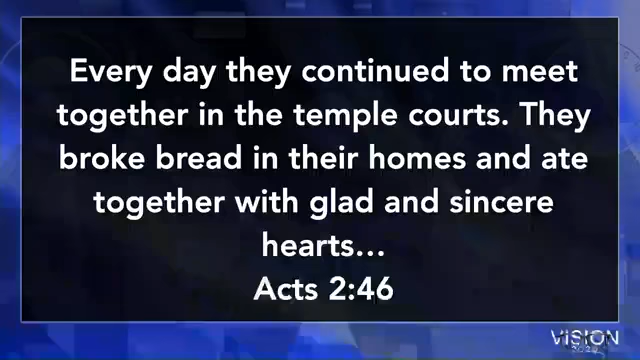 Every day they continued to meet
together in the temple courts. They
broke bread in their homes and ate
together with glad and sincere
hearts...
Acts 2:46
VISION